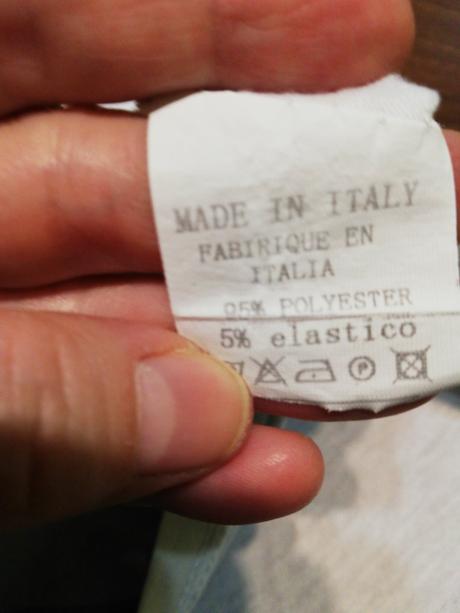 MADE IN ITALY
FABIRIQUE EN
ITALIA
95% POLYESTER
5% elastico